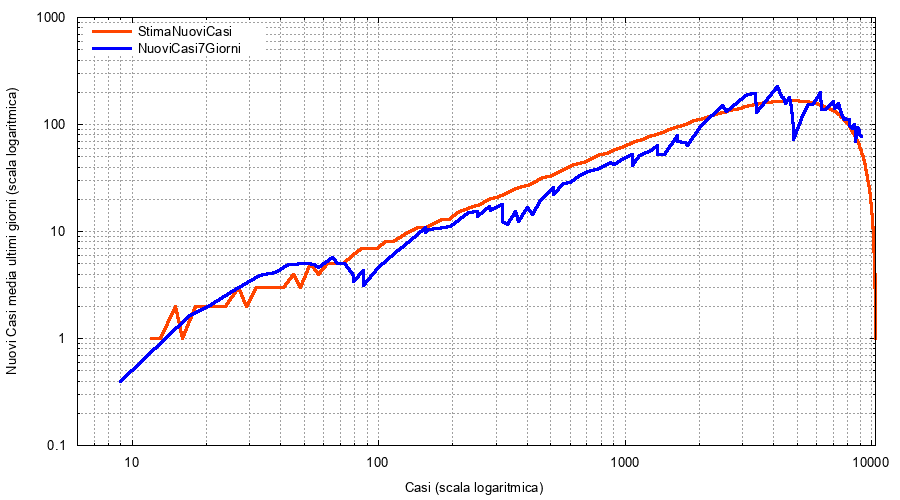 1000
StimaNuoviCasi
NuoviCasi7Giorni
100
10
1
0.1
Nuovi Casi media ultimi giorni (scala logaritmica)
10
100
1000
10000
Casi (scala logaritmica)